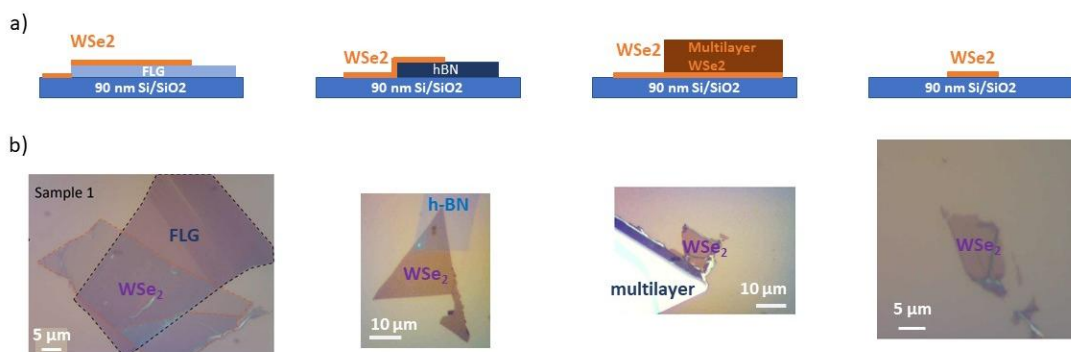 a)
WSe2
FLG
90 nm Si/SiO2
WSe2
hBN
90 nm Si/SiO2
WSe2
Multilayer
WSe2
90 nm Si/SiO2
WSe2
90 nm Si/SiO2
b)
Sample 1
FLG
WSe₂
5 μm
h-BN
WSe₂
10 μm
WSe₂
multilayer
10 μm
WSe₂
5 μm